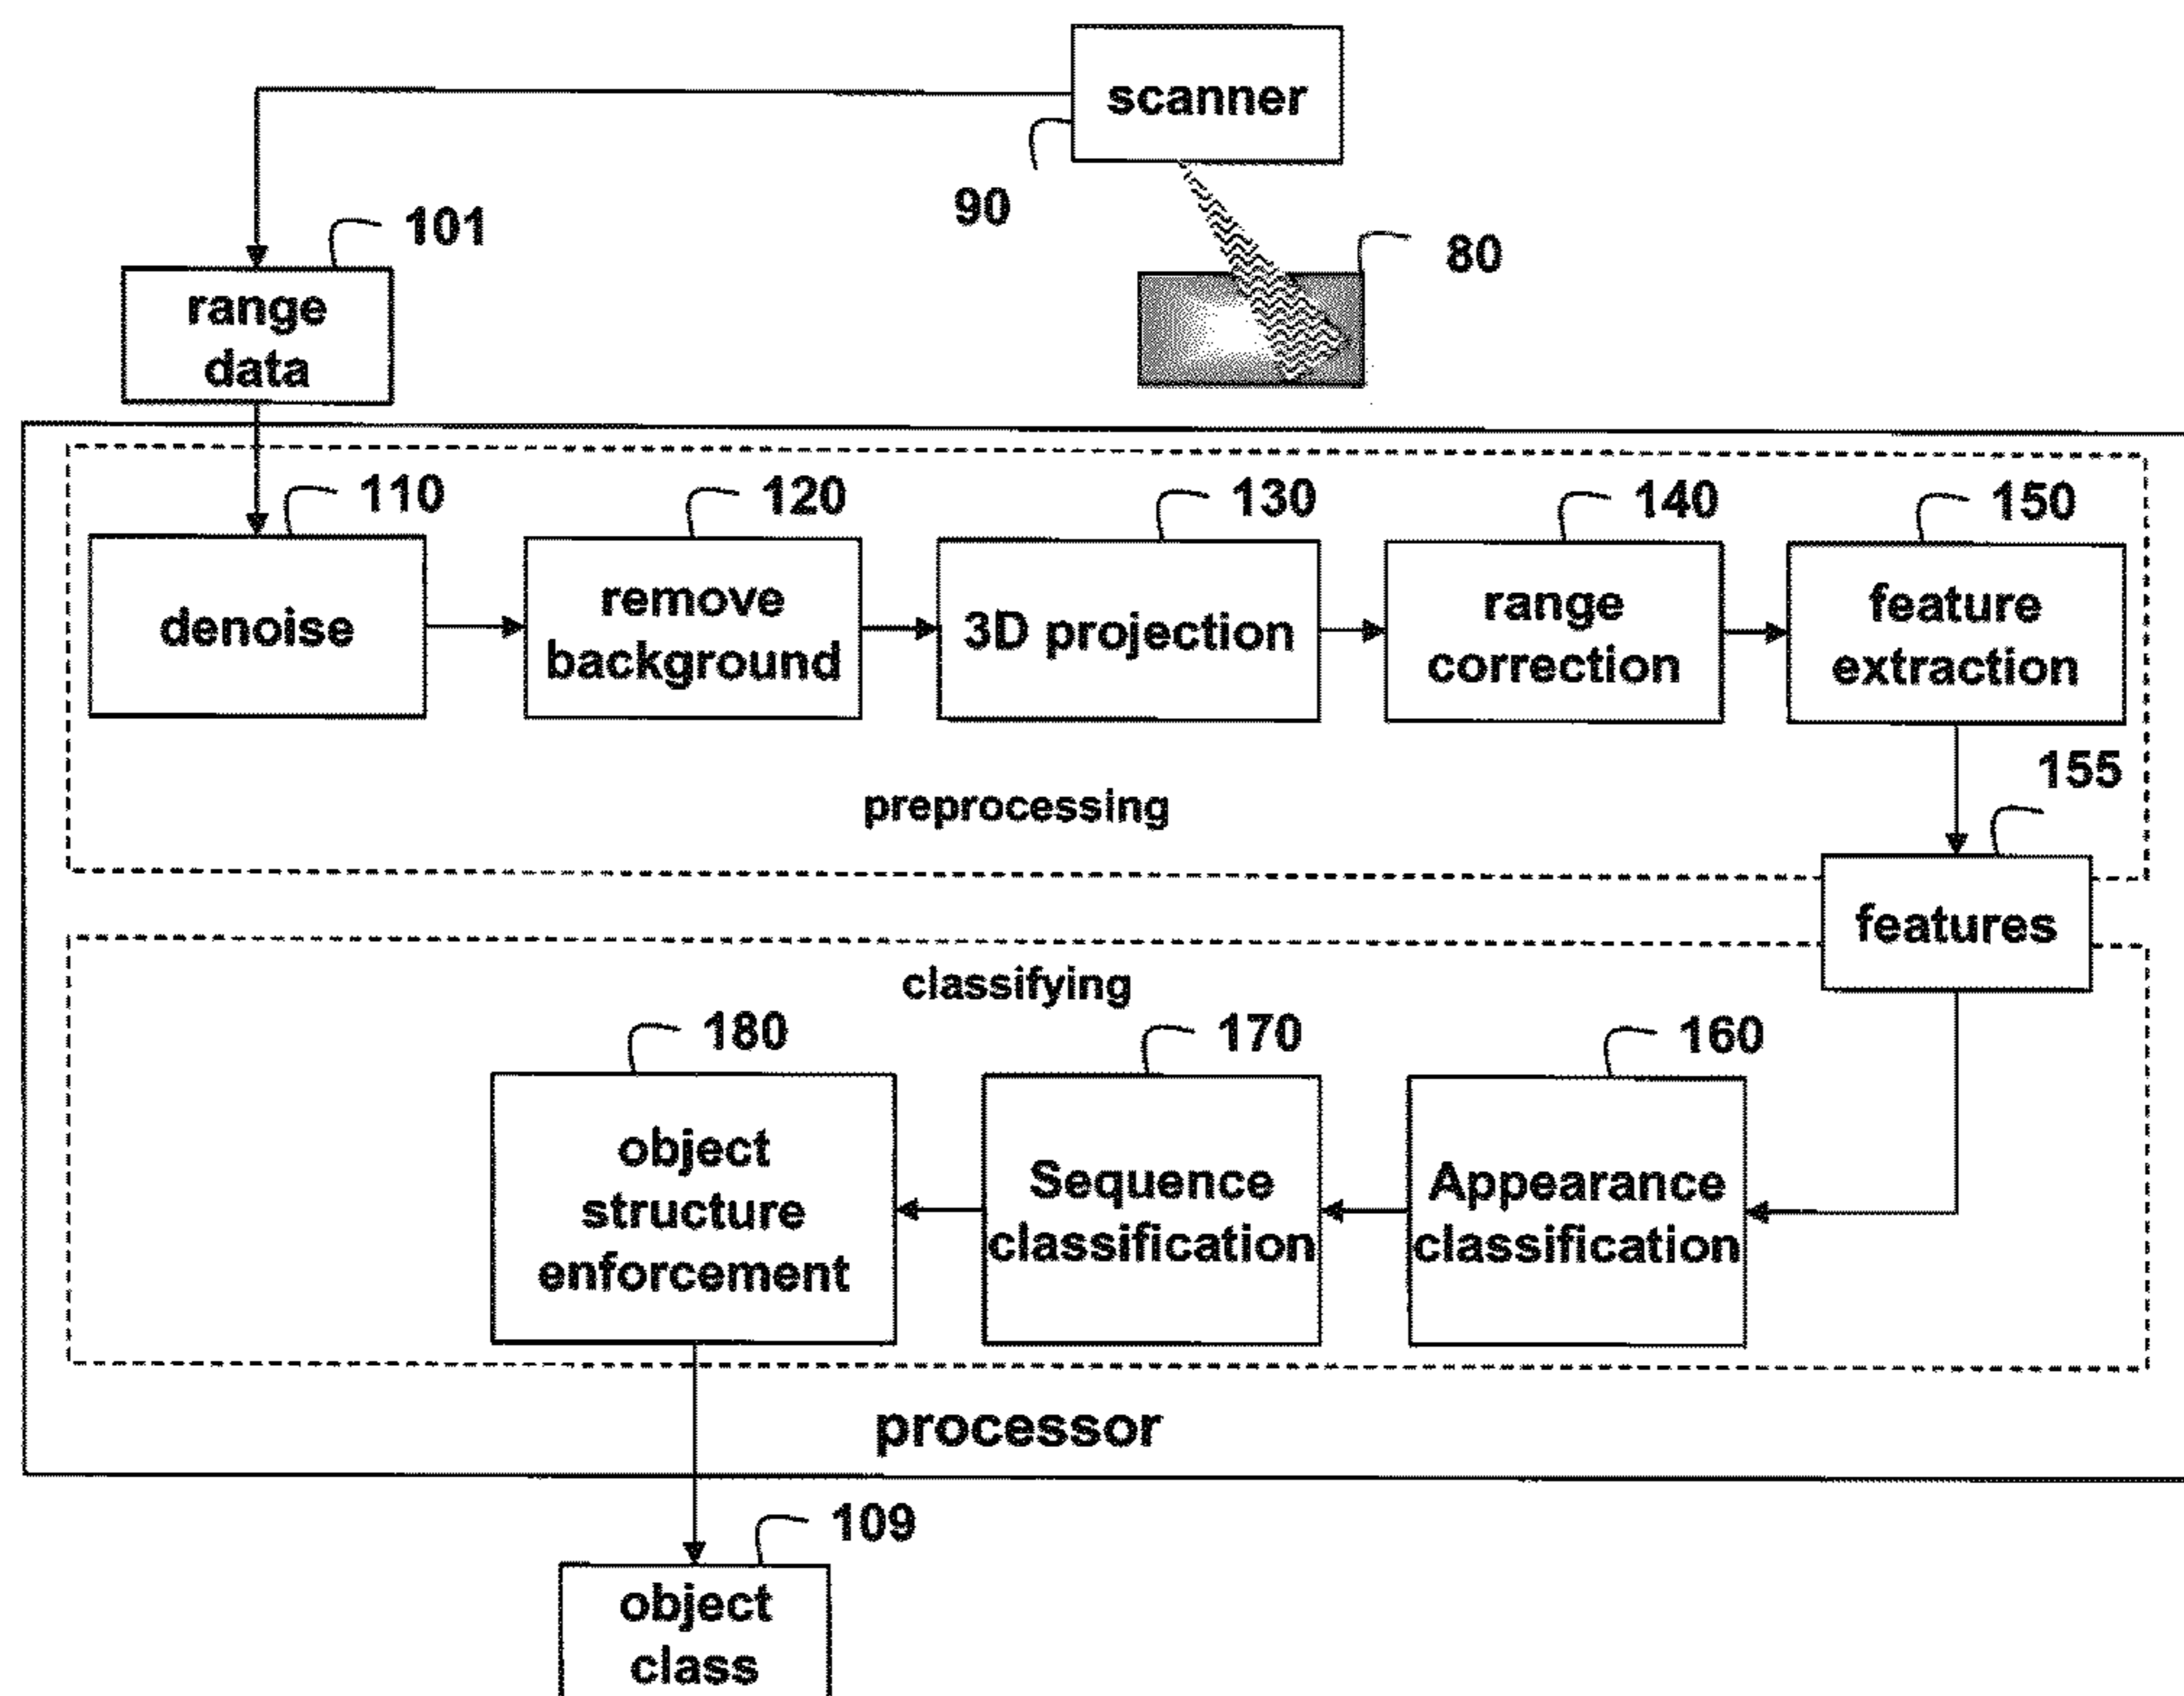 scanner
90
101
80
range
data
110
120
130
140
150
denoise
remove
background
3D projection
range
correction
feature
extraction
155
preprocessing
features
classifying
180
170
160
object
structure
enforcement
Sequence
classification
Appearance
classification
processor
109
object
class